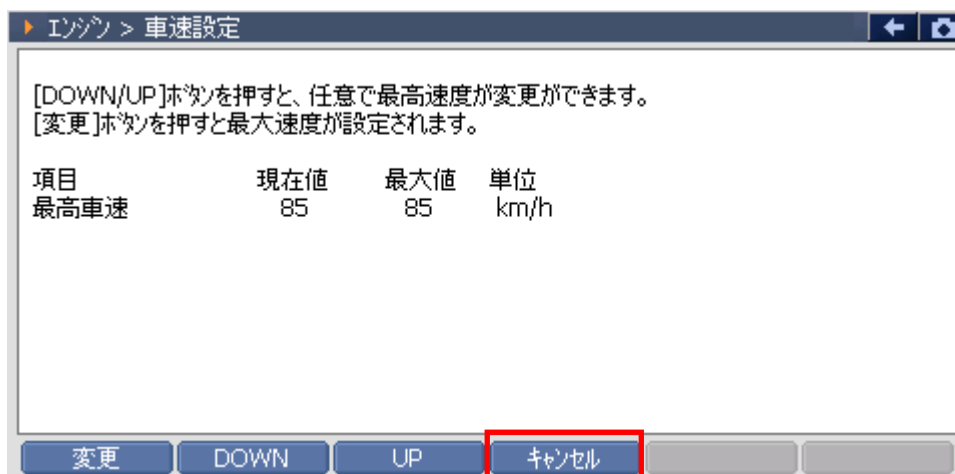 ｴﾝｼﾞﾝ > 車速設定
[DOWN/UP]ﾎﾞﾀﾝを押すと、任意で最高速度が変更ができます。
[変更]ﾎﾞﾀﾝを押すと最大速度が設定されます。
項目 現在値 最大値 単位
最高車速 85 85 km/h
変更 DOWN UP ｷｬﾝｾﾙ